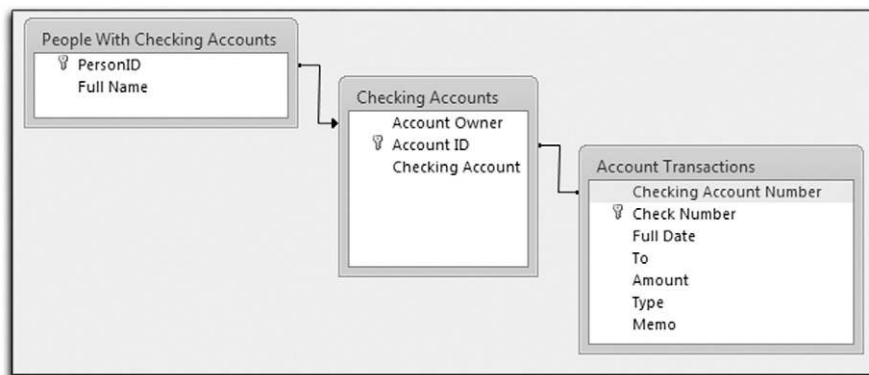 People With Checking Accounts
PersonID
Full Name
Checking Accounts
Account Owner
Account ID
Checking Account
Account Transactions
Checking Account Number
Check Number
Full Date
To
Amount
Type
Memo